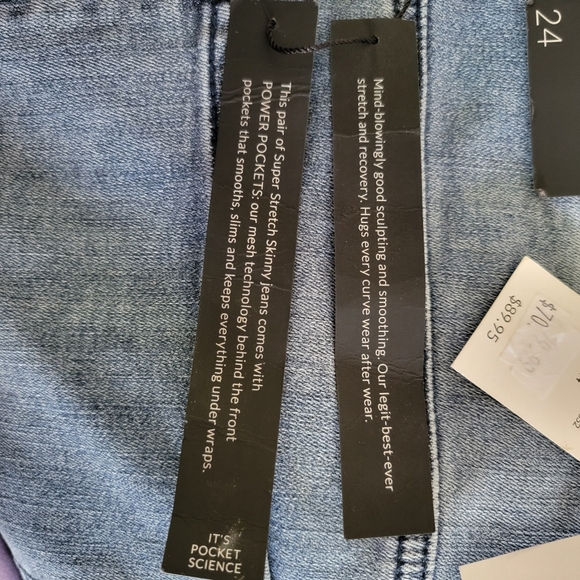 This pair of Super Stretch Skinny jeans comes with
POWER POCKETS: our mesh technology behind the front
pockets that smooths, slims and keeps everything under wraps.
IT'S
POCKET
SCIENCE
Mind-blowingly good sculpting and smoothing. Our legit-best-ever
stretch and recovery. Hugs every curve wear after wear.
24
$89.95
$70.